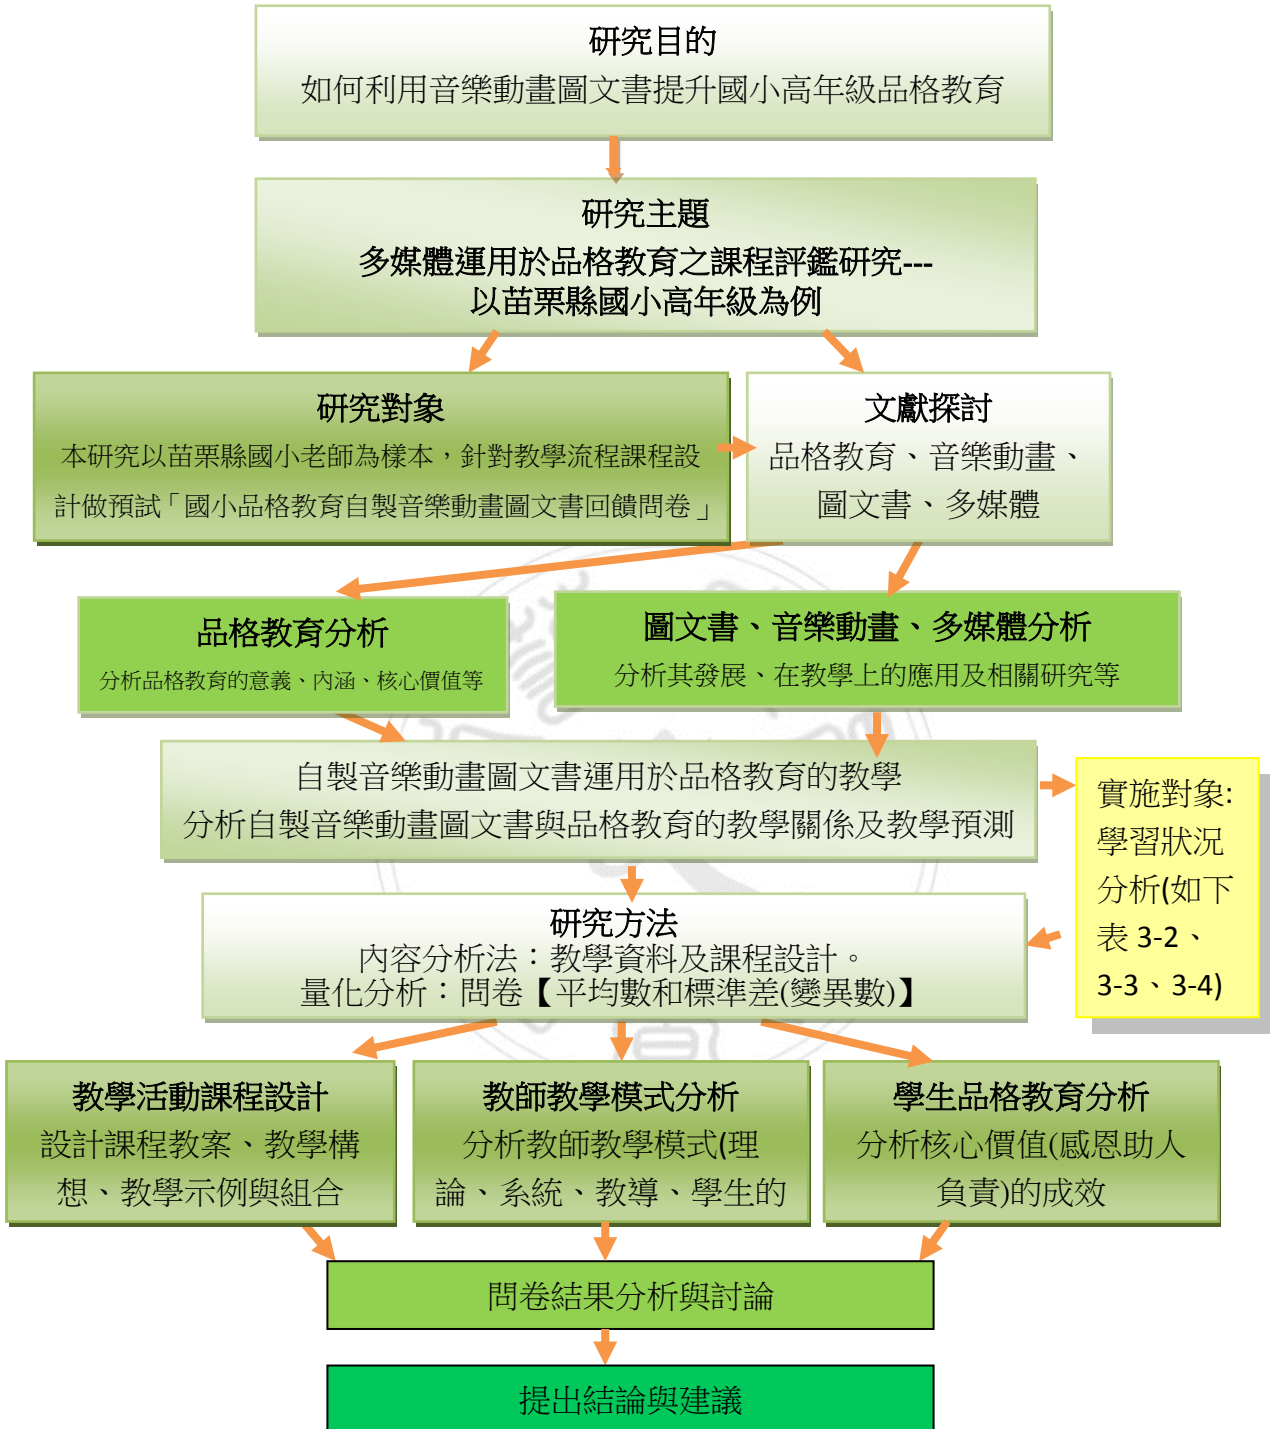 研究目的
如何利用音樂動畫圖文書提升國小高年級品格教育
研究主題
多媒體運用於品格教育之課程評鑑研究---
以苗栗縣國小高年級為例
研究對象
本研究以苗栗縣國小老師為樣本，針對教學流程課程設
計做預試「國小品格教育自製音樂動畫圖文書回饋問卷」
文獻探討
品格教育、音樂動畫、
圖文書、多媒體
品格教育分析
分析品格教育的意義、內涵、核心價值等
圖文書、音樂動畫、多媒體分析
分析其發展、在教學上的應用及相關研究等
自製音樂動畫圖文書運用於品格教育的教學
分析自製音樂動畫圖文書與品格教育的教學關係及教學預測
實施對象:
學習狀況
分析(如下
表 3-2、
3-3、3-4)
研究方法
內容分析法：教學資料及課程設計。
量化分析：問卷【平均數和標準差(變異數)】
教學活動課程設計
設計課程教案、教學構
想、教學示例與組合
教師教學模式分析
分析教師教學模式(理
論、系統、教導、學生的
學生品格教育分析
分析核心價值(感恩助人
負責)的成效
問卷結果分析與討論
提出結論與建議